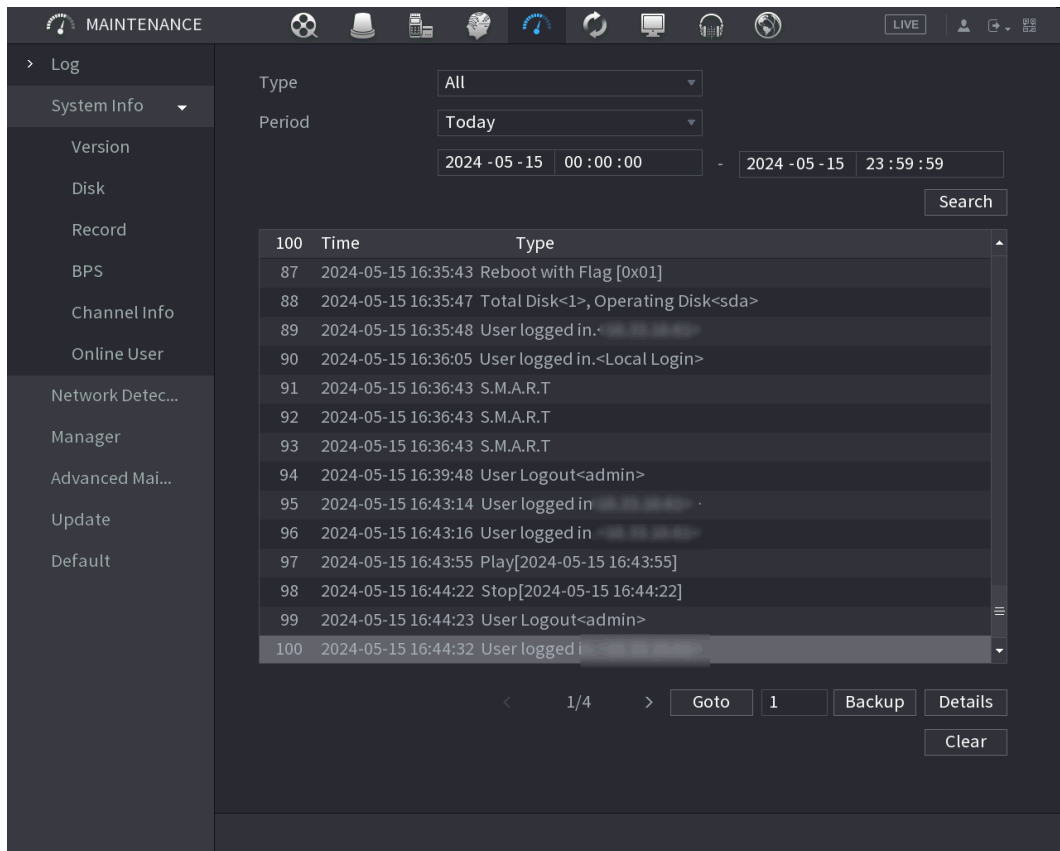 MAINTENANCE
LIVE
> Log
System Info
Version
Disk
Record
BPS
Channel Info
Online User
Network Detec...
Manager
Advanced Mai...
Update
Default
Type All
Period Today
2024 -05 -15 00 : 00 : 00 - 2024 -05 -15 23 : 59 : 59
Search
100 Time Type
87 2024-05-15 16:35:43 Reboot with Flag [0x01]
88 2024-05-15 16:35:47 Total Disk<1>, Operating Disk<sda>
89 2024-05-15 16:35:48 User logged in.<
90 2024-05-15 16:36:05 User logged in.<Local Login>
91 2024-05-15 16:36:43 S.M.A.R.T
92 2024-05-15 16:36:43 S.M.A.R.T
93 2024-05-15 16:36:43 S.M.A.R.T
94 2024-05-15 16:39:48 User Logout<admin>
95 2024-05-15 16:43:14 User logged in
96 2024-05-15 16:43:16 User logged in
97 2024-05-15 16:43:55 Play[2024-05-15 16:43:55]
98 2024-05-15 16:44:22 Stop[2024-05-15 16:44:22]
99 2024-05-15 16:44:23 User Logout<admin>
100 2024-05-15 16:44:32 User logged
< 1/4 > Goto 1 Backup Details
Clear